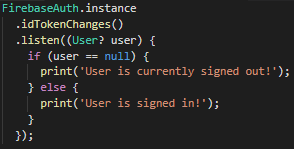 FirebaseAuth.instance
.idTokenChanges()
.listen((User? user) {
if (user == null) {
print('User is currently signed out!');
} else {
print('User is signed in!');
}
});